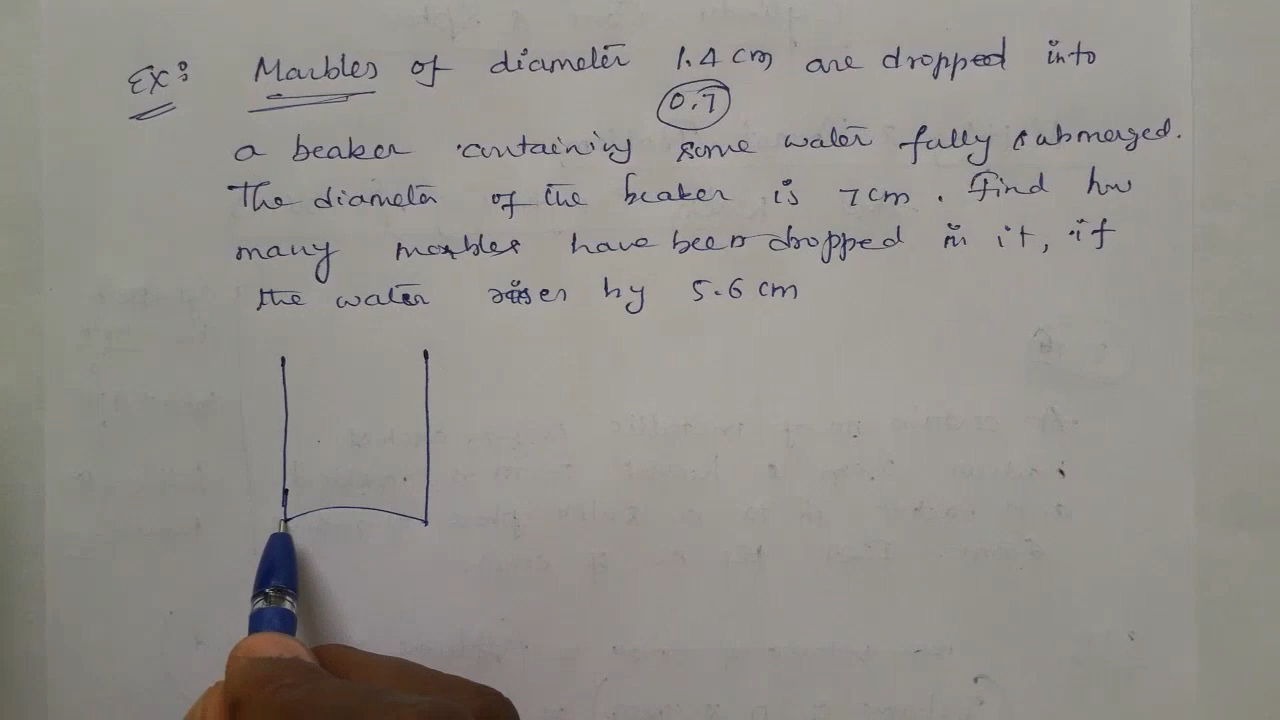 Ex:
Marbles of diameter 1.4 cm are dropped into
0.7
a beaker containing some water fully submerged.
The diameter of the beaker is 7cm. Find how
many marbles have been dropped in it, if
the water rises by 5.6 cm